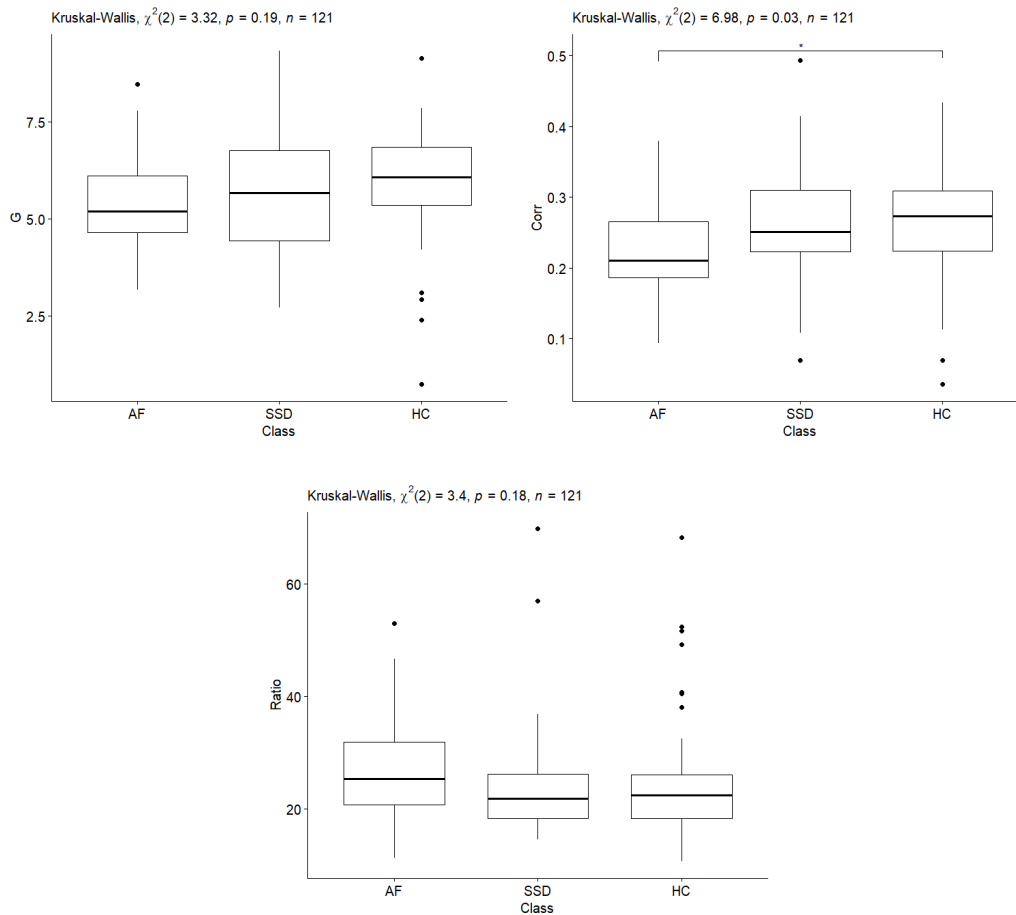 Kruskal-Wallis, χ²(2) = 3.32, p = 0.19, n = 121
7.5
5.0
2.5
G
AF SSD HC
Class
Kruskal-Wallis, χ²(2) = 6.98, p = 0.03, n = 121
*
0.5
0.4
0.3
0.2
0.1
Corr
AF SSD HC
Class
Kruskal-Wallis, χ²(2) = 3.4, p = 0.18, n = 121
60
40
20
Ratio
AF SSD HC
Class